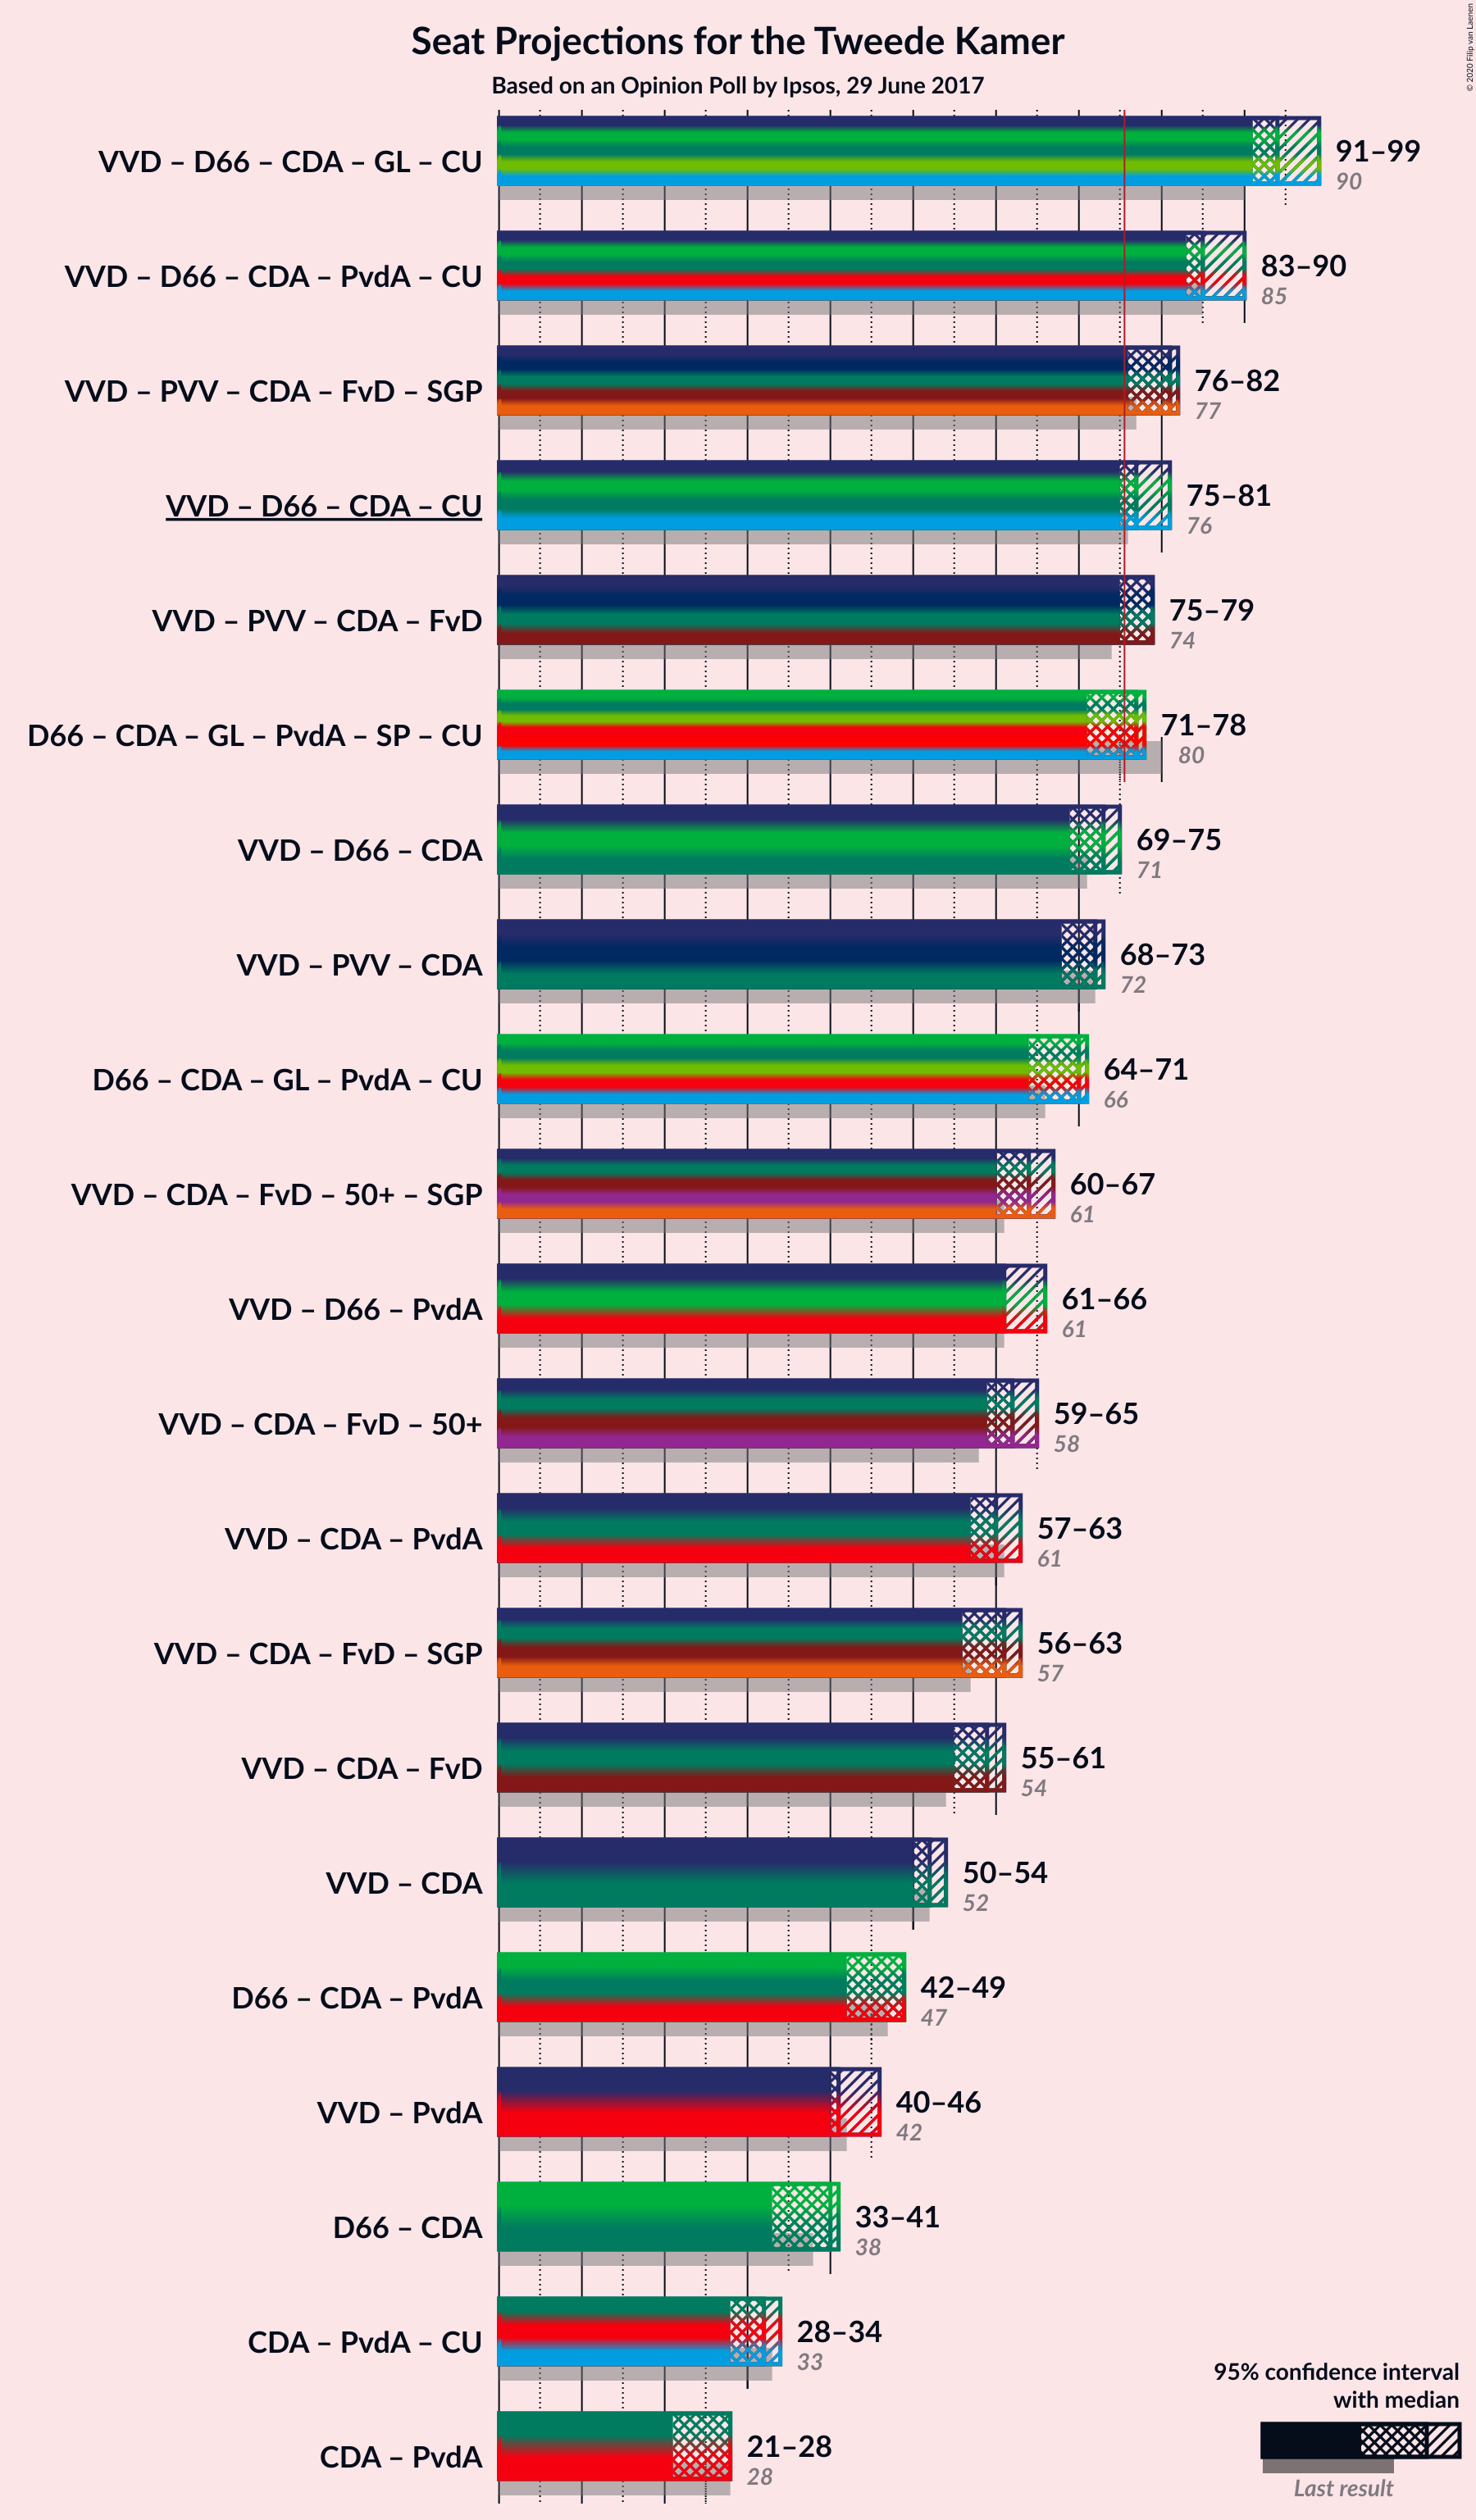 Seat Projections for the Tweede Kamer
Based on an Opinion Poll by Ipsos, 29 June 2017
© 2020 Filip van Laenen
VVD – D66 – CDA – GL – CU
91–99
90
VVD – D66 – CDA – PvdA – CU
83–90
85
VVD – PVV – CDA – FvD – SGP
76–82
77
VVD – D66 – CDA – CU
75–81
76
VVD – PVV – CDA – FvD
75–79
74
D66 – CDA – GL – PvdA – SP – CU
71–78
80
VVD – D66 – CDA
69–75
71
VVD – PVV – CDA
68–73
72
D66 – CDA – GL – PvdA – CU
64–71
66
VVD – CDA – FvD – 50+ – SGP
60–67
61
VVD – D66 – PvdA
61–66
61
VVD – CDA – FvD – 50+
59–65
58
VVD – CDA – PvdA
57–63
61
VVD – CDA – FvD – SGP
56–63
57
VVD – CDA – FvD
55–61
54
VVD – CDA
50–54
52
D66 – CDA – PvdA
42–49
47
VVD – PvdA
40–46
42
D66 – CDA
33–41
38
CDA – PvdA – CU
28–34
33
CDA – PvdA
21–28
28
95% confidence interval
with median
Last result